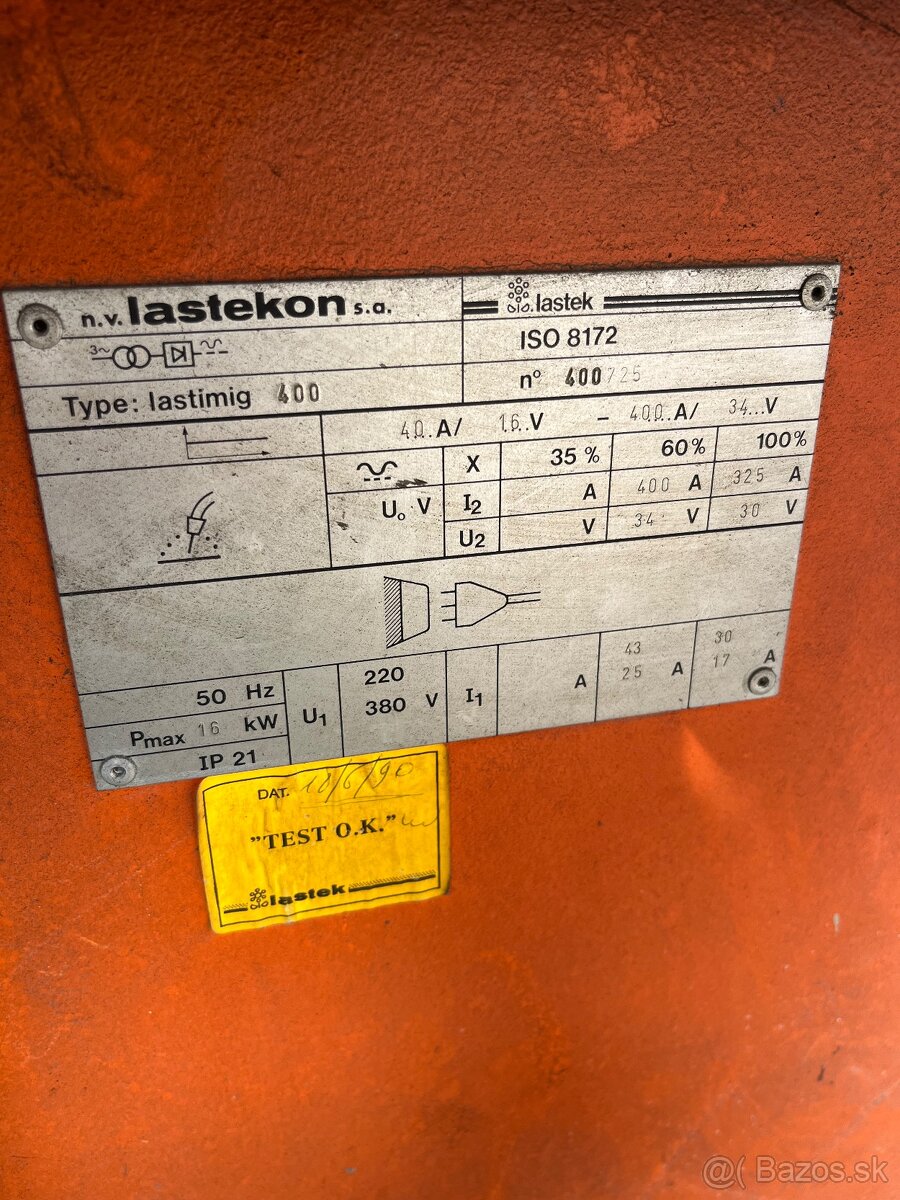 n.v. lastekon s.a.
lastek
3~
ISO 8172
Type: lastimig 400
n° 400725
40..A/ 16..V - 400.A/ 34...V
X 35% 60% 100%
U₀ V
I2 A 400 A 325 A
U2 V 34 V 30 V
50 Hz
Pmax 16 kW
IP 21
U1
220
380 V
I1
A
43
25 A
30
17 A
DAT. 18/6/90
"TEST O.K."
lastek
@( Bazos.sk